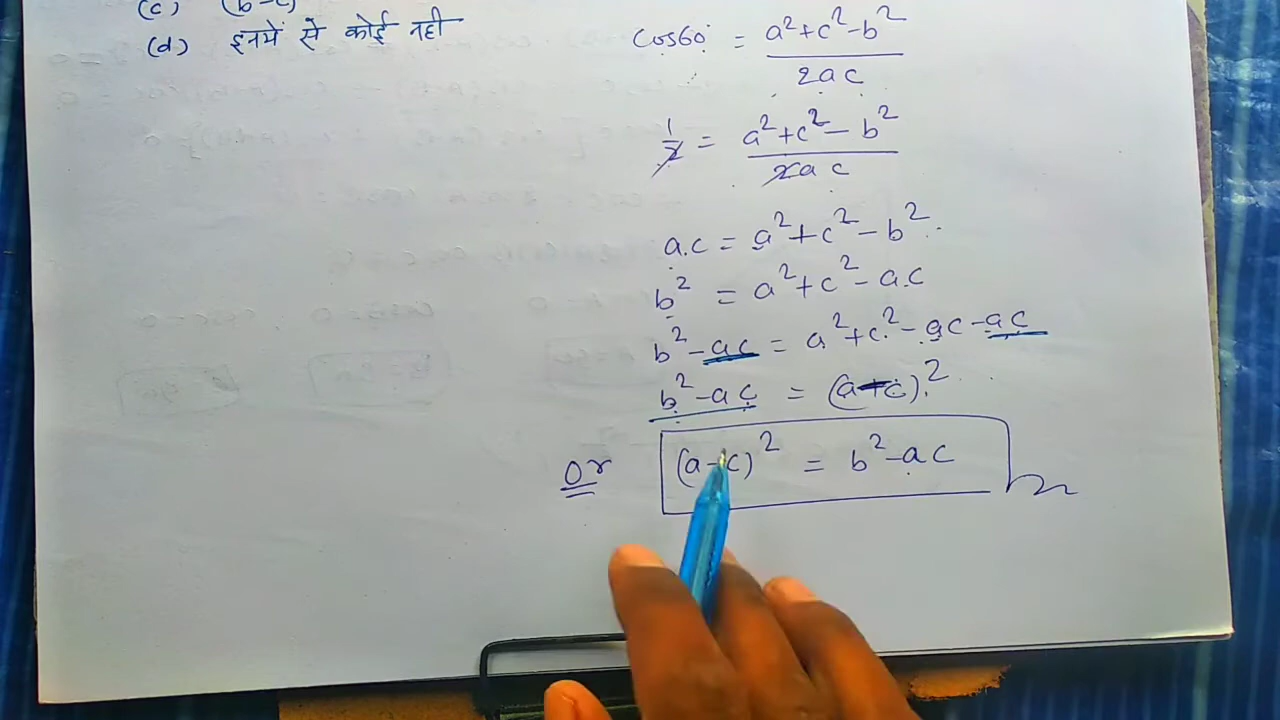 (c) (b-c)
(d) इनमें से कोई नही
cos60° = a²+c²-b² / 2ac
1/2 = a²+c²-b² / 2ac
a.c = a²+c²-b²
b² = a²+c²-a.c
b²-ac = a²+c²-ac-ac
b²-ac = (a-c)²
or (a-c)² = b²-ac